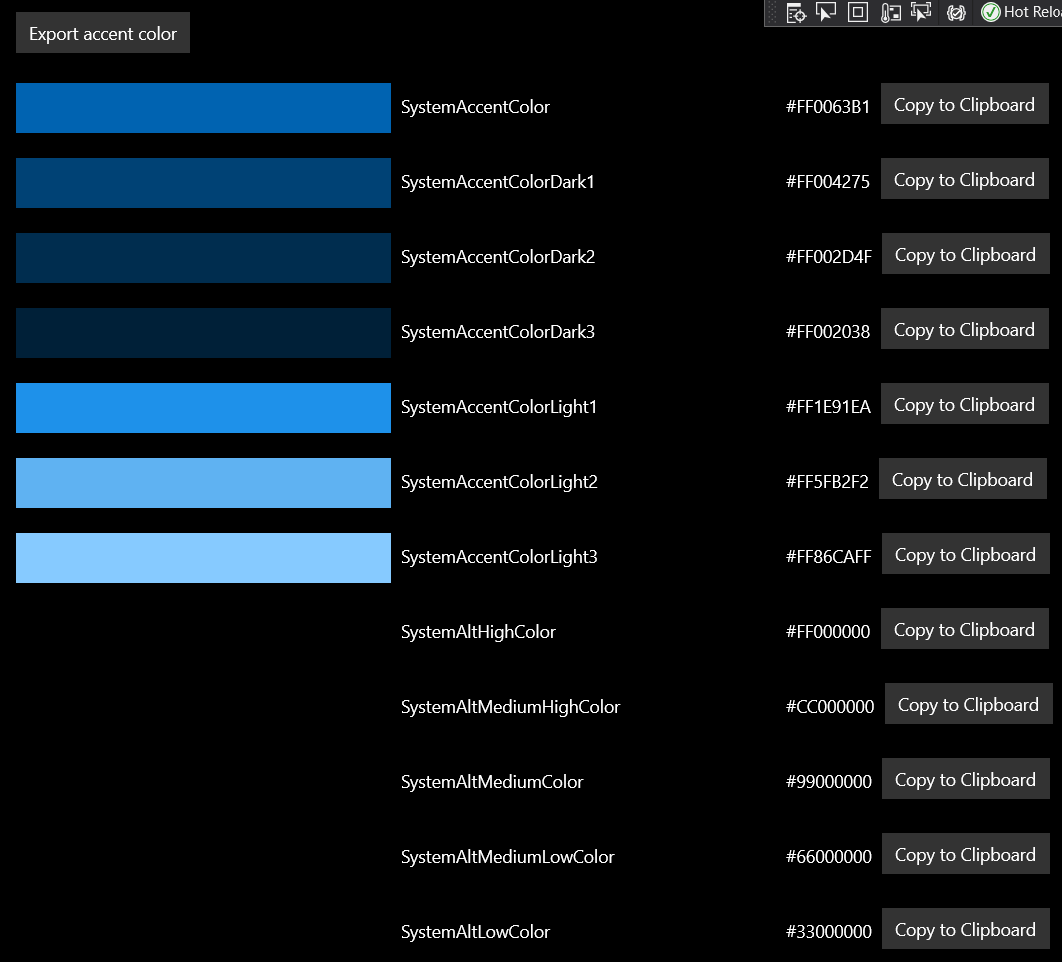 Hot Relo
Export accent color
SystemAccentColor #FF0063B1 Copy to Clipboard
SystemAccentColorDark1 #FF004275 Copy to Clipboard
SystemAccentColorDark2 #FF002D4F Copy to Clipboard
SystemAccentColorDark3 #FF002038 Copy to Clipboard
SystemAccentColorLight1 #FF1E91EA Copy to Clipboard
SystemAccentColorLight2 #FF5FB2F2 Copy to Clipboard
SystemAccentColorLight3 #FF86CAFF Copy to Clipboard
SystemAltHighColor #FF000000 Copy to Clipboard
SystemAltMediumHighColor #CC000000 Copy to Clipboard
SystemAltMediumColor #99000000 Copy to Clipboard
SystemAltMediumLowColor #66000000 Copy to Clipboard
SystemAltLowColor #33000000 Copy to Clipboard